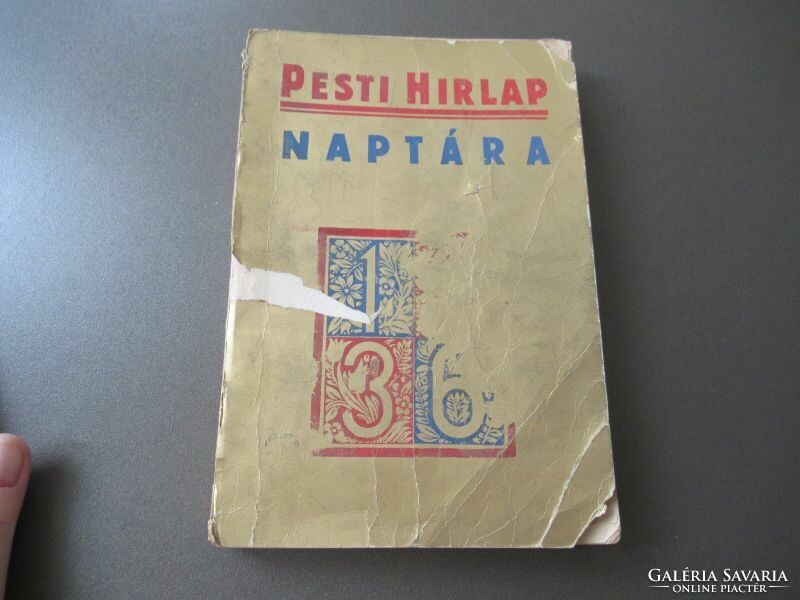 PESTI HIRLAP
NAPTÁRA
1
36
GALÉRIA SAVARIA
ONLINE PIACTÉR